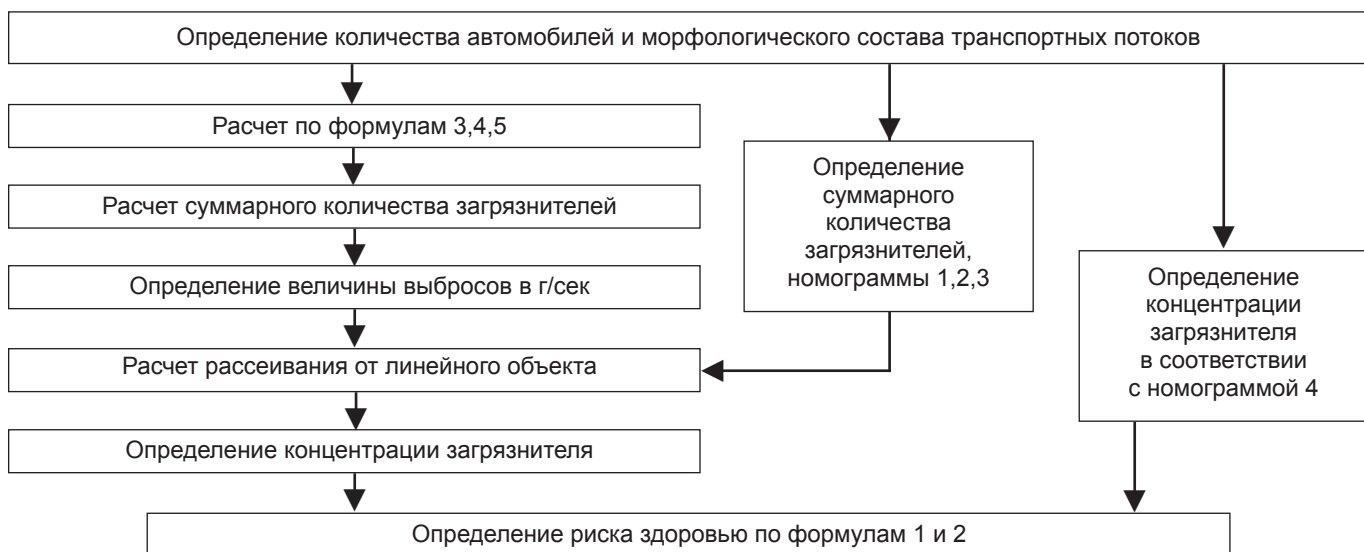 Определение количества автомобилей и морфологического состава транспортных потоков
Расчет по формулам 3,4,5
Расчет суммарного количества загрязнителей
Определение величины выбросов в г/сек
Расчет рассеивания от линейного объекта
Определение концентрации загрязнителя
Определение
суммарного
количества
загрязнителей,
номограммы 1,2,3
Определение
концентрации
загрязнителя
в соответствии
с номограммой 4
Определение риска здоровью по формулам 1 и 2